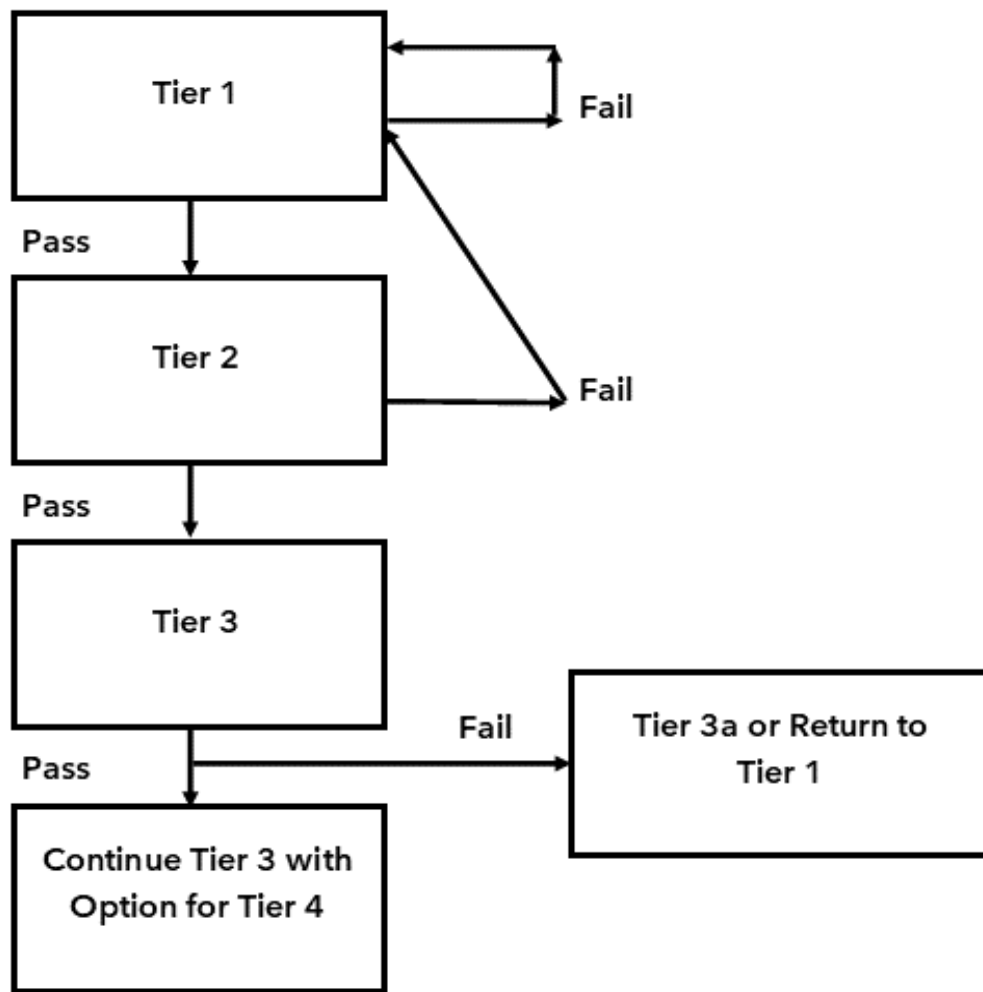 Tier 1
Fail
Pass
Tier 2
Fail
Pass
Tier 3
Fail
Pass
Tier 3a or Return to
Tier 1
Continue Tier 3 with
Option for Tier 4